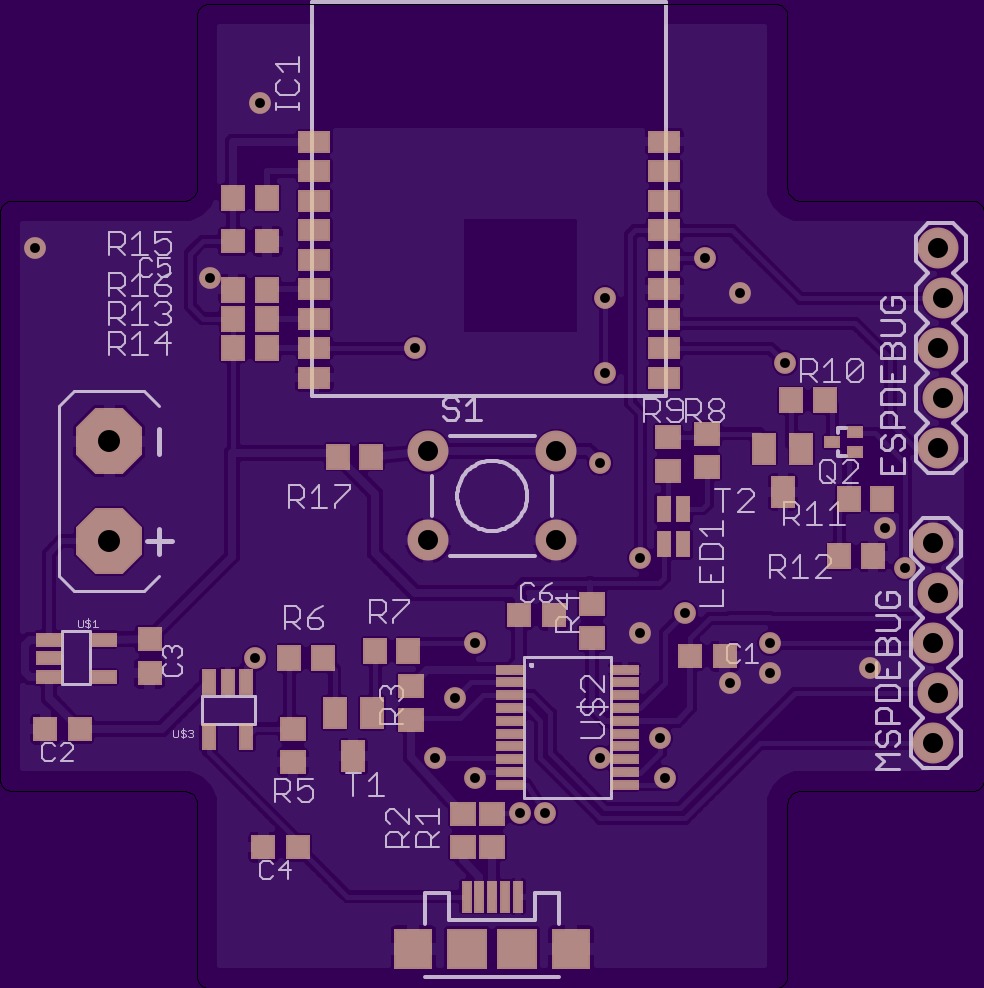 IC1
R15
C5
R16
R13
R14
ESPDEBUG
R10
S1
R9
R8
Q2
R17
T2
R11
LED1
R12
C6
R4
MSPDEBUG
R6
R7
U$1
C3
C1
R3
U$2
U$3
C2
R5
T1
R2
R1
C4
-
+